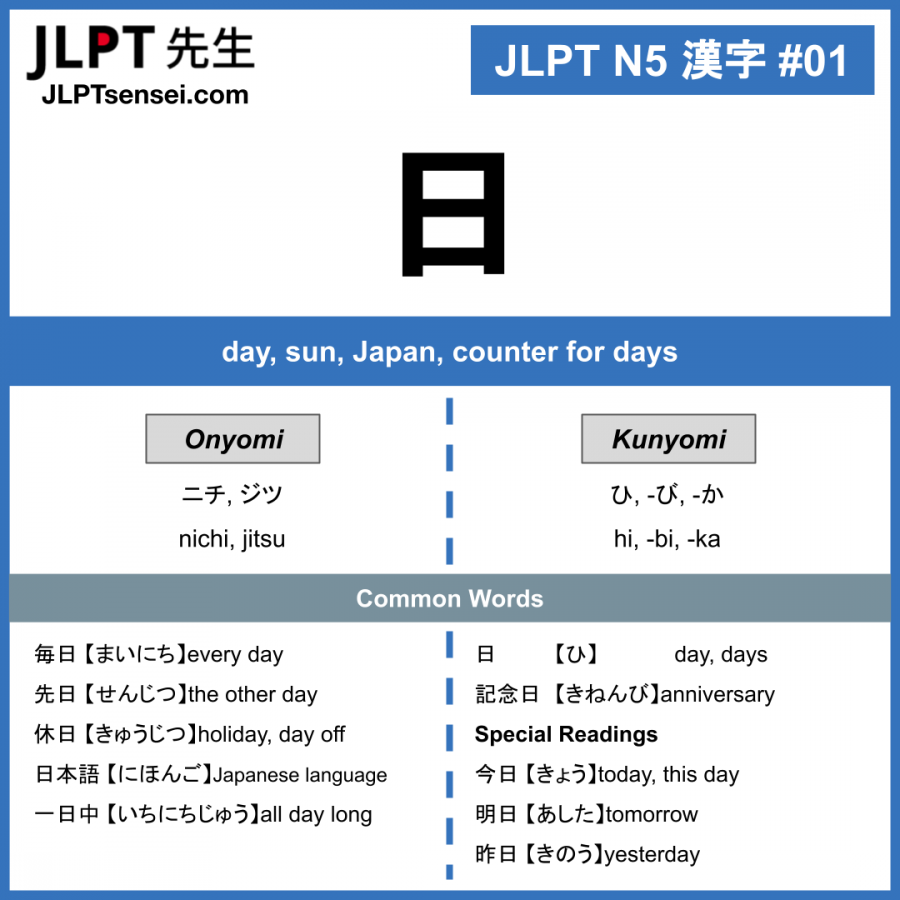 JLPT 先生
JLPTsensei.com
JLPT N5 漢字 #01
日
day, sun, Japan, counter for days
Onyomi
ニチ, ジツ
nichi, jitsu
Kunyomi
ひ, -び, -か
hi, -bi, -ka
Common Words
毎日【まいにち】every day
先日【せんじつ】the other day
休日【きゅうじつ】holiday, day off
日本語【にほんご】Japanese language
一日中【いちにちじゅう】all day long
日 【ひ】 day, days
記念日 【きねんび】anniversary
Special Readings
今日【きょう】today, this day
明日【あした】tomorrow
昨日【きのう】yesterday